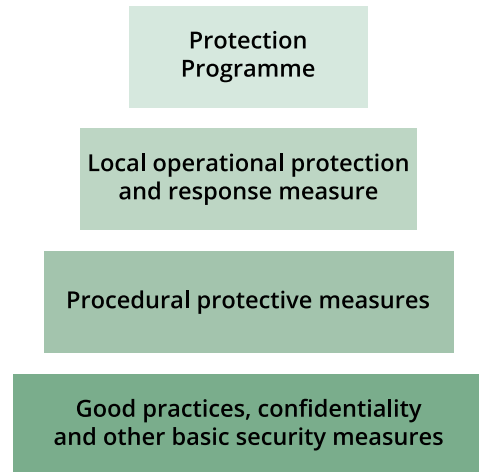 Protection
Programme
Local operational protection
and response measure
Procedural protective measures
Good practices, confidentiality
and other basic security measures